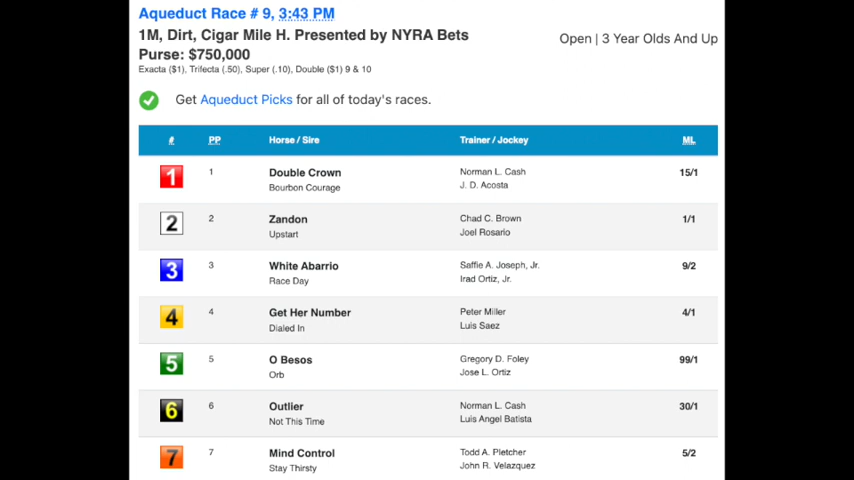 Aqueduct Race # 9, 3:43 PM
1M, Dirt, Cigar Mile H. Presented by NYRA Bets
Purse: $750,000
Open | 3 Year Olds And Up
Exacta ($1), Trifecta (.50), Super (.10), Double ($1) 9 & 10
Get Aqueduct Picks for all of today's races.
# PP Horse / Sire Trainer / Jockey ML
1 1 Double Crown Norman L. Cash 15/1
Bourbon Courage J. D. Acosta
2 2 Zandon Chad C. Brown 1/1
Upstart Joel Rosario
3 3 White Abarrio Saffie A. Joseph, Jr. 9/2
Race Day Irad Ortiz, Jr.
4 4 Get Her Number Peter Miller 4/1
Dialed In Luis Saez
5 5 O Besos Gregory D. Foley 99/1
Orb Jose L. Ortiz
6 6 Outlier Norman L. Cash 30/1
Not This Time Luis Angel Batista
7 7 Mind Control Todd A. Pletcher 5/2
Stay Thirsty John R. Velazquez